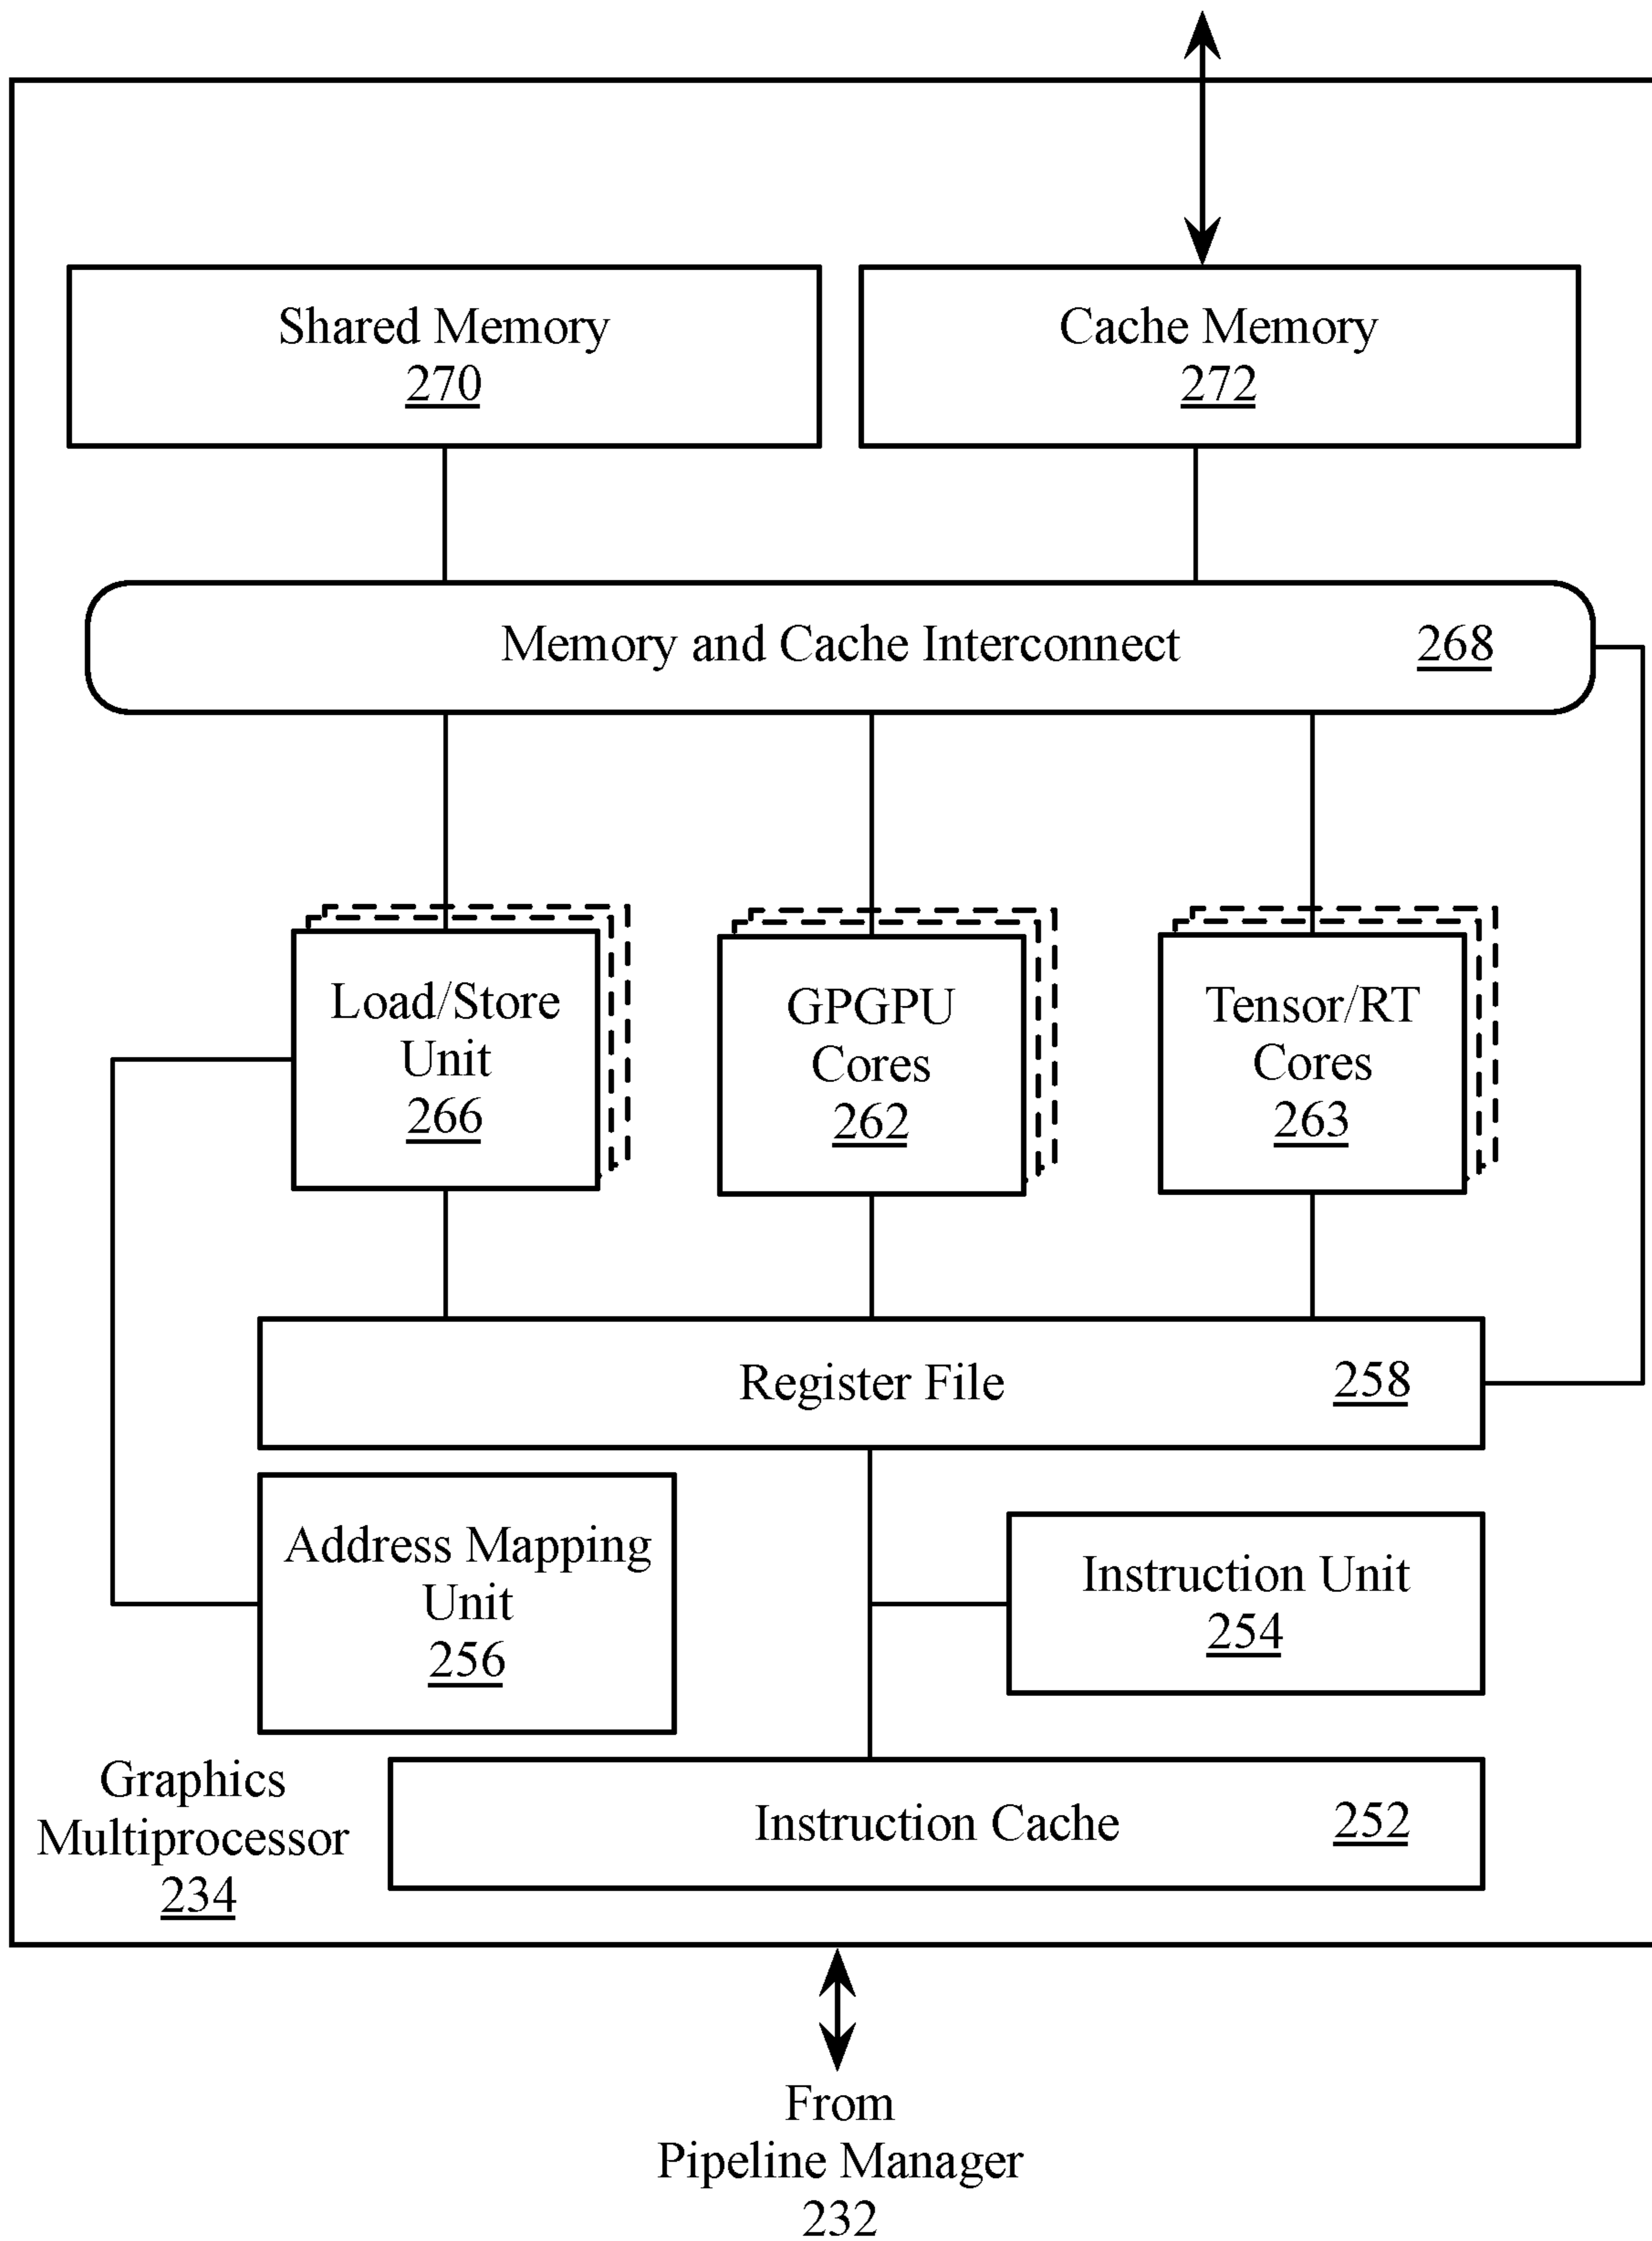 Shared Memory
270
Cache Memory
272
Memory and Cache Interconnect 268
Load/Store
Unit
266
GPGPU
Cores
262
Tensor/RT
Cores
263
Register File 258
Address Mapping
Unit
256
Instruction Unit
254
Graphics
Multiprocessor
234
Instruction Cache 252
From
Pipeline Manager
232